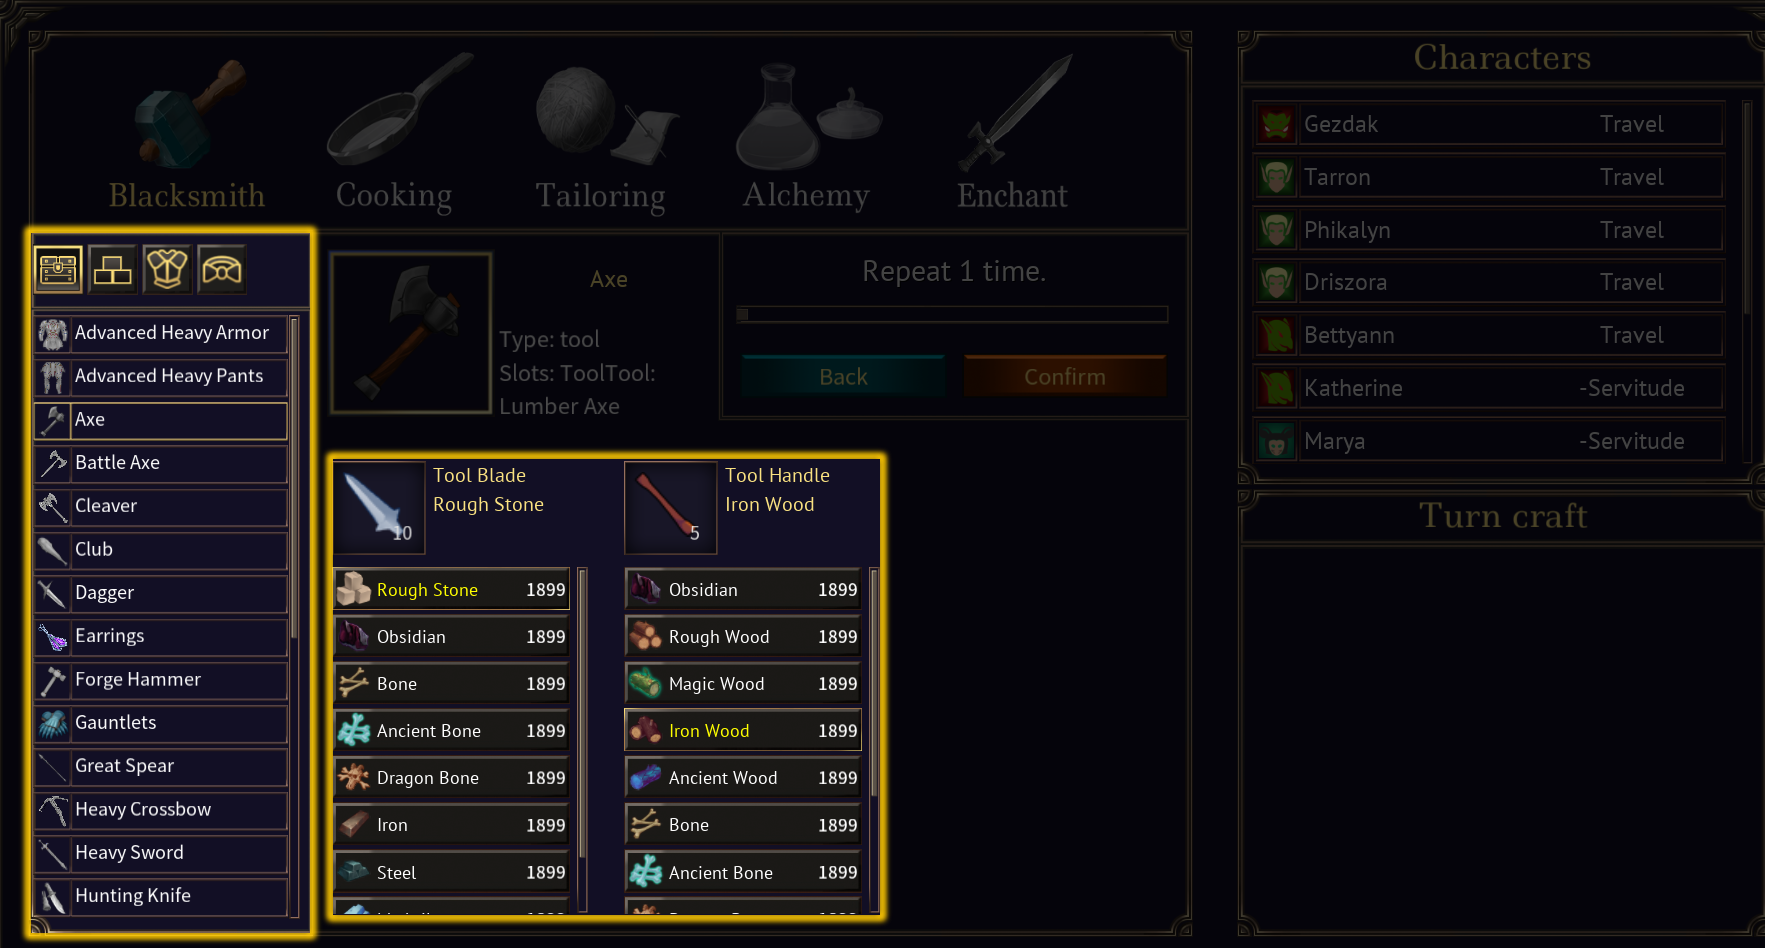 Blacksmith
Cooking
Tailoring
Alchemy
Enchant
Advanced Heavy Armor
Advanced Heavy Pants
Axe
Battle Axe
Cleaver
Club
Dagger
Earrings
Forge Hammer
Gauntlets
Great Spear
Heavy Crossbow
Heavy Sword
Hunting Knife
Axe
Type: tool
Slots: ToolTool:
Lumber Axe
Repeat 1 time.
Back
Confirm
Tool Blade
Rough Stone
10
Rough Stone 1899
Obsidian 1899
Bone 1899
Ancient Bone 1899
Dragon Bone 1899
Iron 1899
Steel 1899
Tool Handle
Iron Wood
5
Obsidian 1899
Rough Wood 1899
Magic Wood 1899
Iron Wood 1899
Ancient Wood 1899
Bone 1899
Ancient Bone 1899
Characters
Gezdak Travel
Tarron Travel
Phikalyn Travel
Driszora Travel
Bettyann Travel
Katherine -Servitude
Marya -Servitude
Turn craft